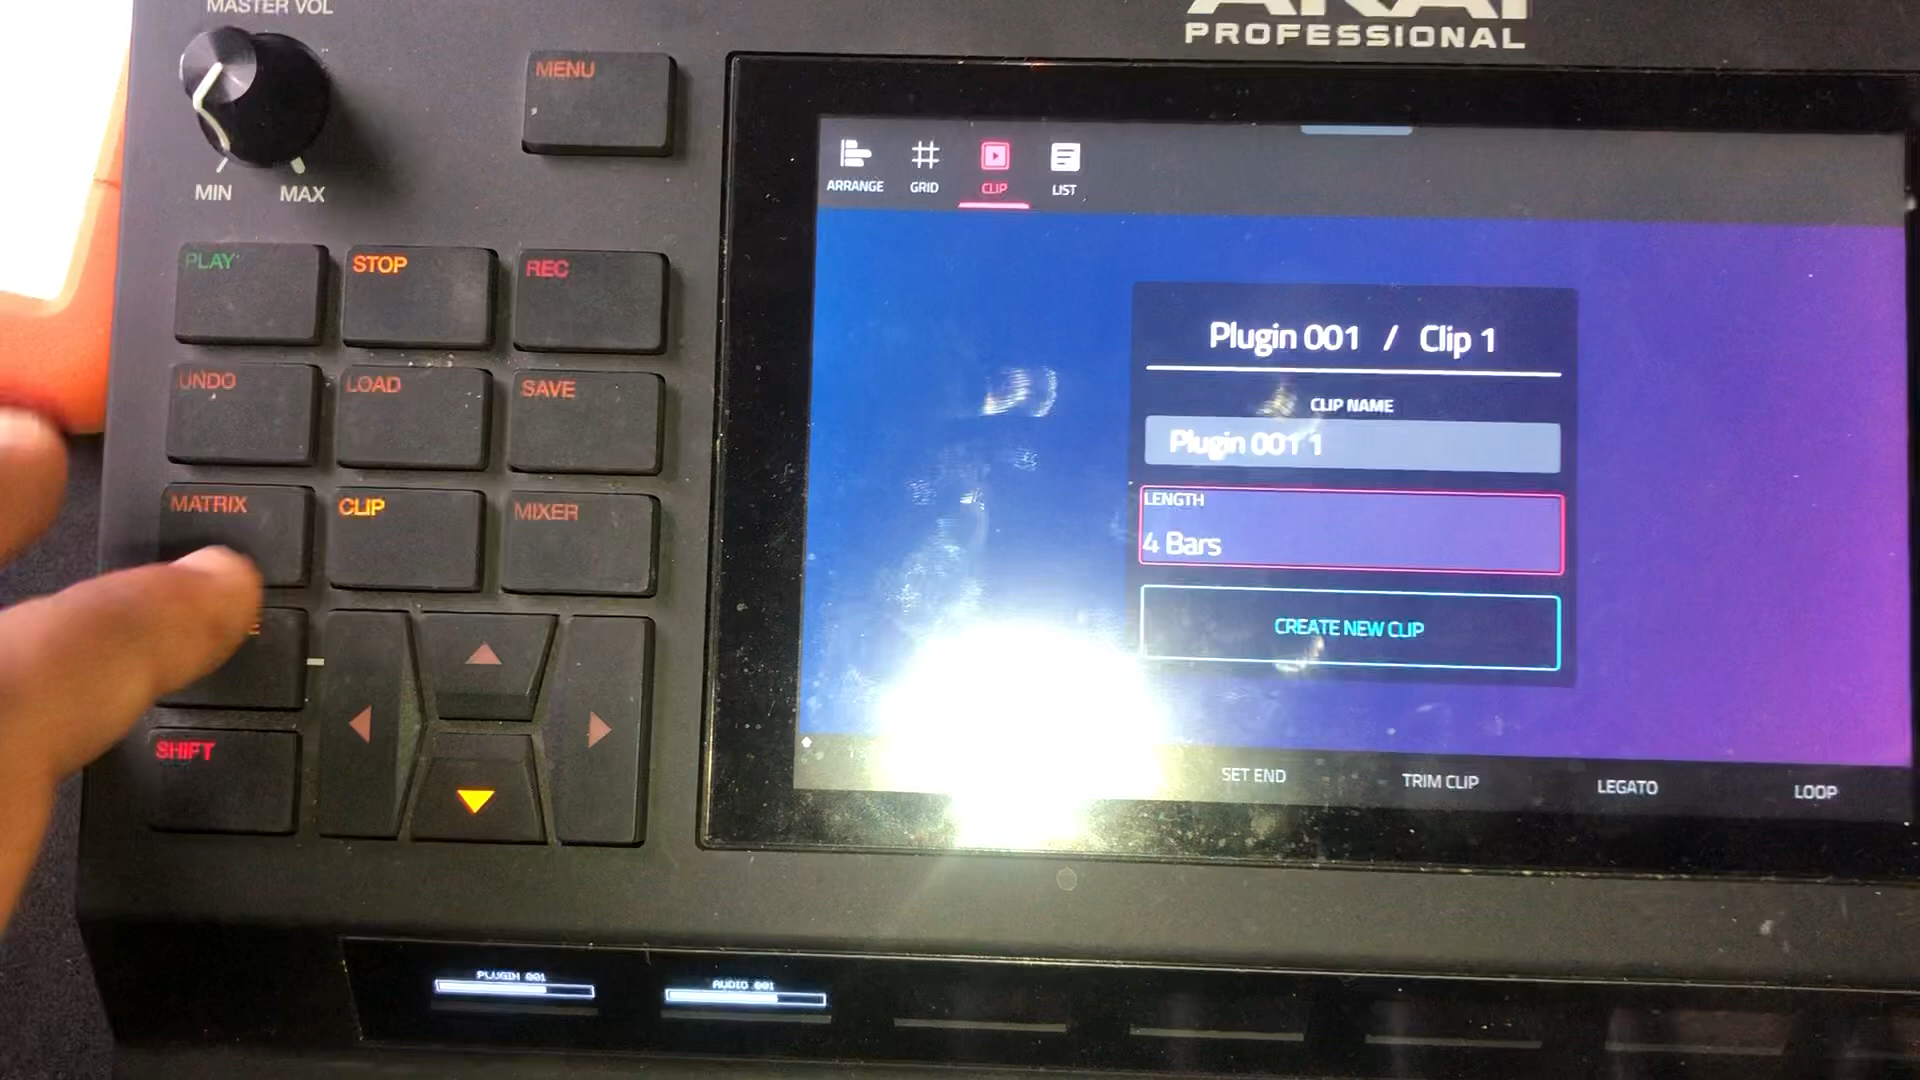 MASTER VOL
AKAI
PROFESSIONAL
MENU
MIN
MAX
ARRANGE
GRID
CLIP
LIST
PLAY
STOP
REC
Plugin 001 / Clip 1
UNDO
LOAD
SAVE
CLIP NAME
Plugin 001 1
MATRIX
CLIP
MIXER
LENGTH
4 Bars
CREATE NEW CLIP
SHIFT
SET END
TRIM CLIP
LEGATO
LOOP
PLUGIN 001
AUDIO 001